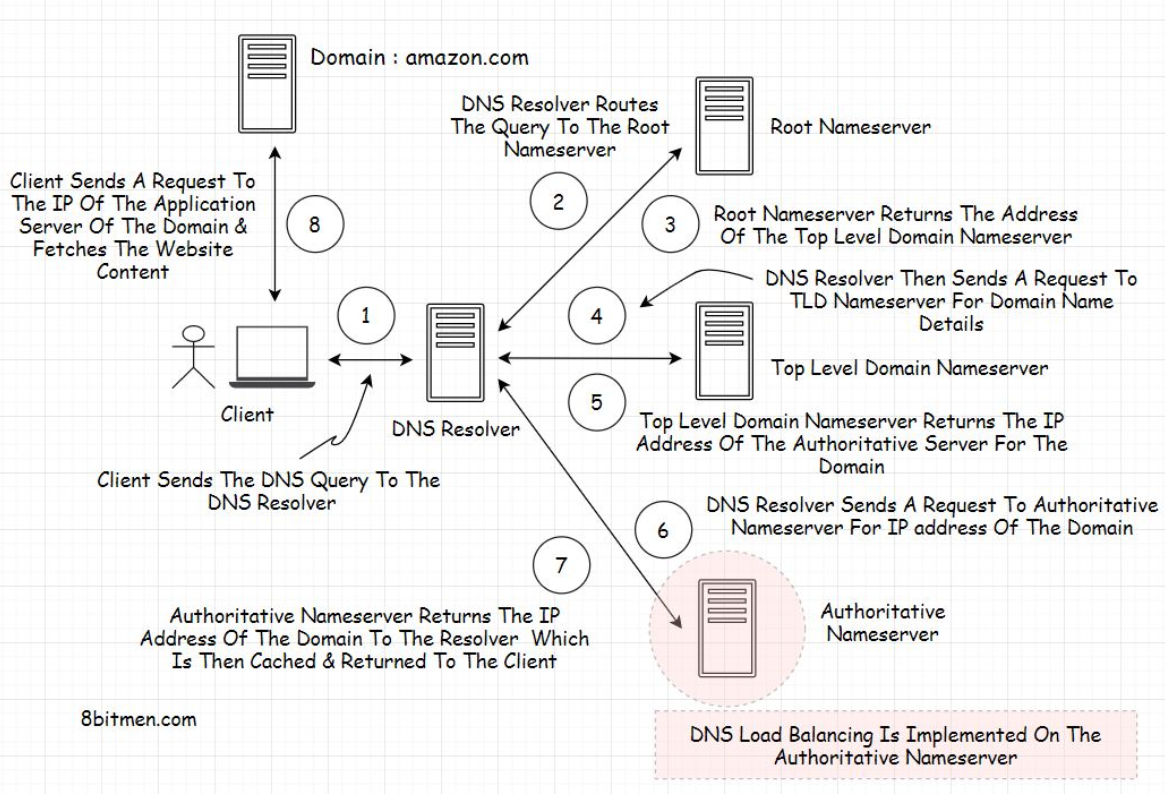 Domain : amazon.com
DNS Resolver Routes
The Query To The Root
Nameserver
Root Nameserver
Client Sends A Request To
The IP Of The Application
Server Of The Domain &
Fetches The Website
Content
8
2
3
Root Nameserver Returns The Address
Of The Top Level Domain Nameserver
1
4
DNS Resolver Then Sends A Request To
TLD Nameserver For Domain Name
Details
Client
DNS Resolver
Top Level Domain Nameserver
5
Top Level Domain Nameserver Returns The IP
Address Of The Authoritative Server For The
Domain
Client Sends The DNS Query To The
DNS Resolver
6
DNS Resolver Sends A Request To Authoritative
Nameserver For IP address Of The Domain
7
Authoritative Nameserver Returns The IP
Address Of The Domain To The Resolver Which
Is Then Cached & Returned To The Client
Authoritative
Nameserver
8bitmen.com
DNS Load Balancing Is Implemented On The
Authoritative Nameserver